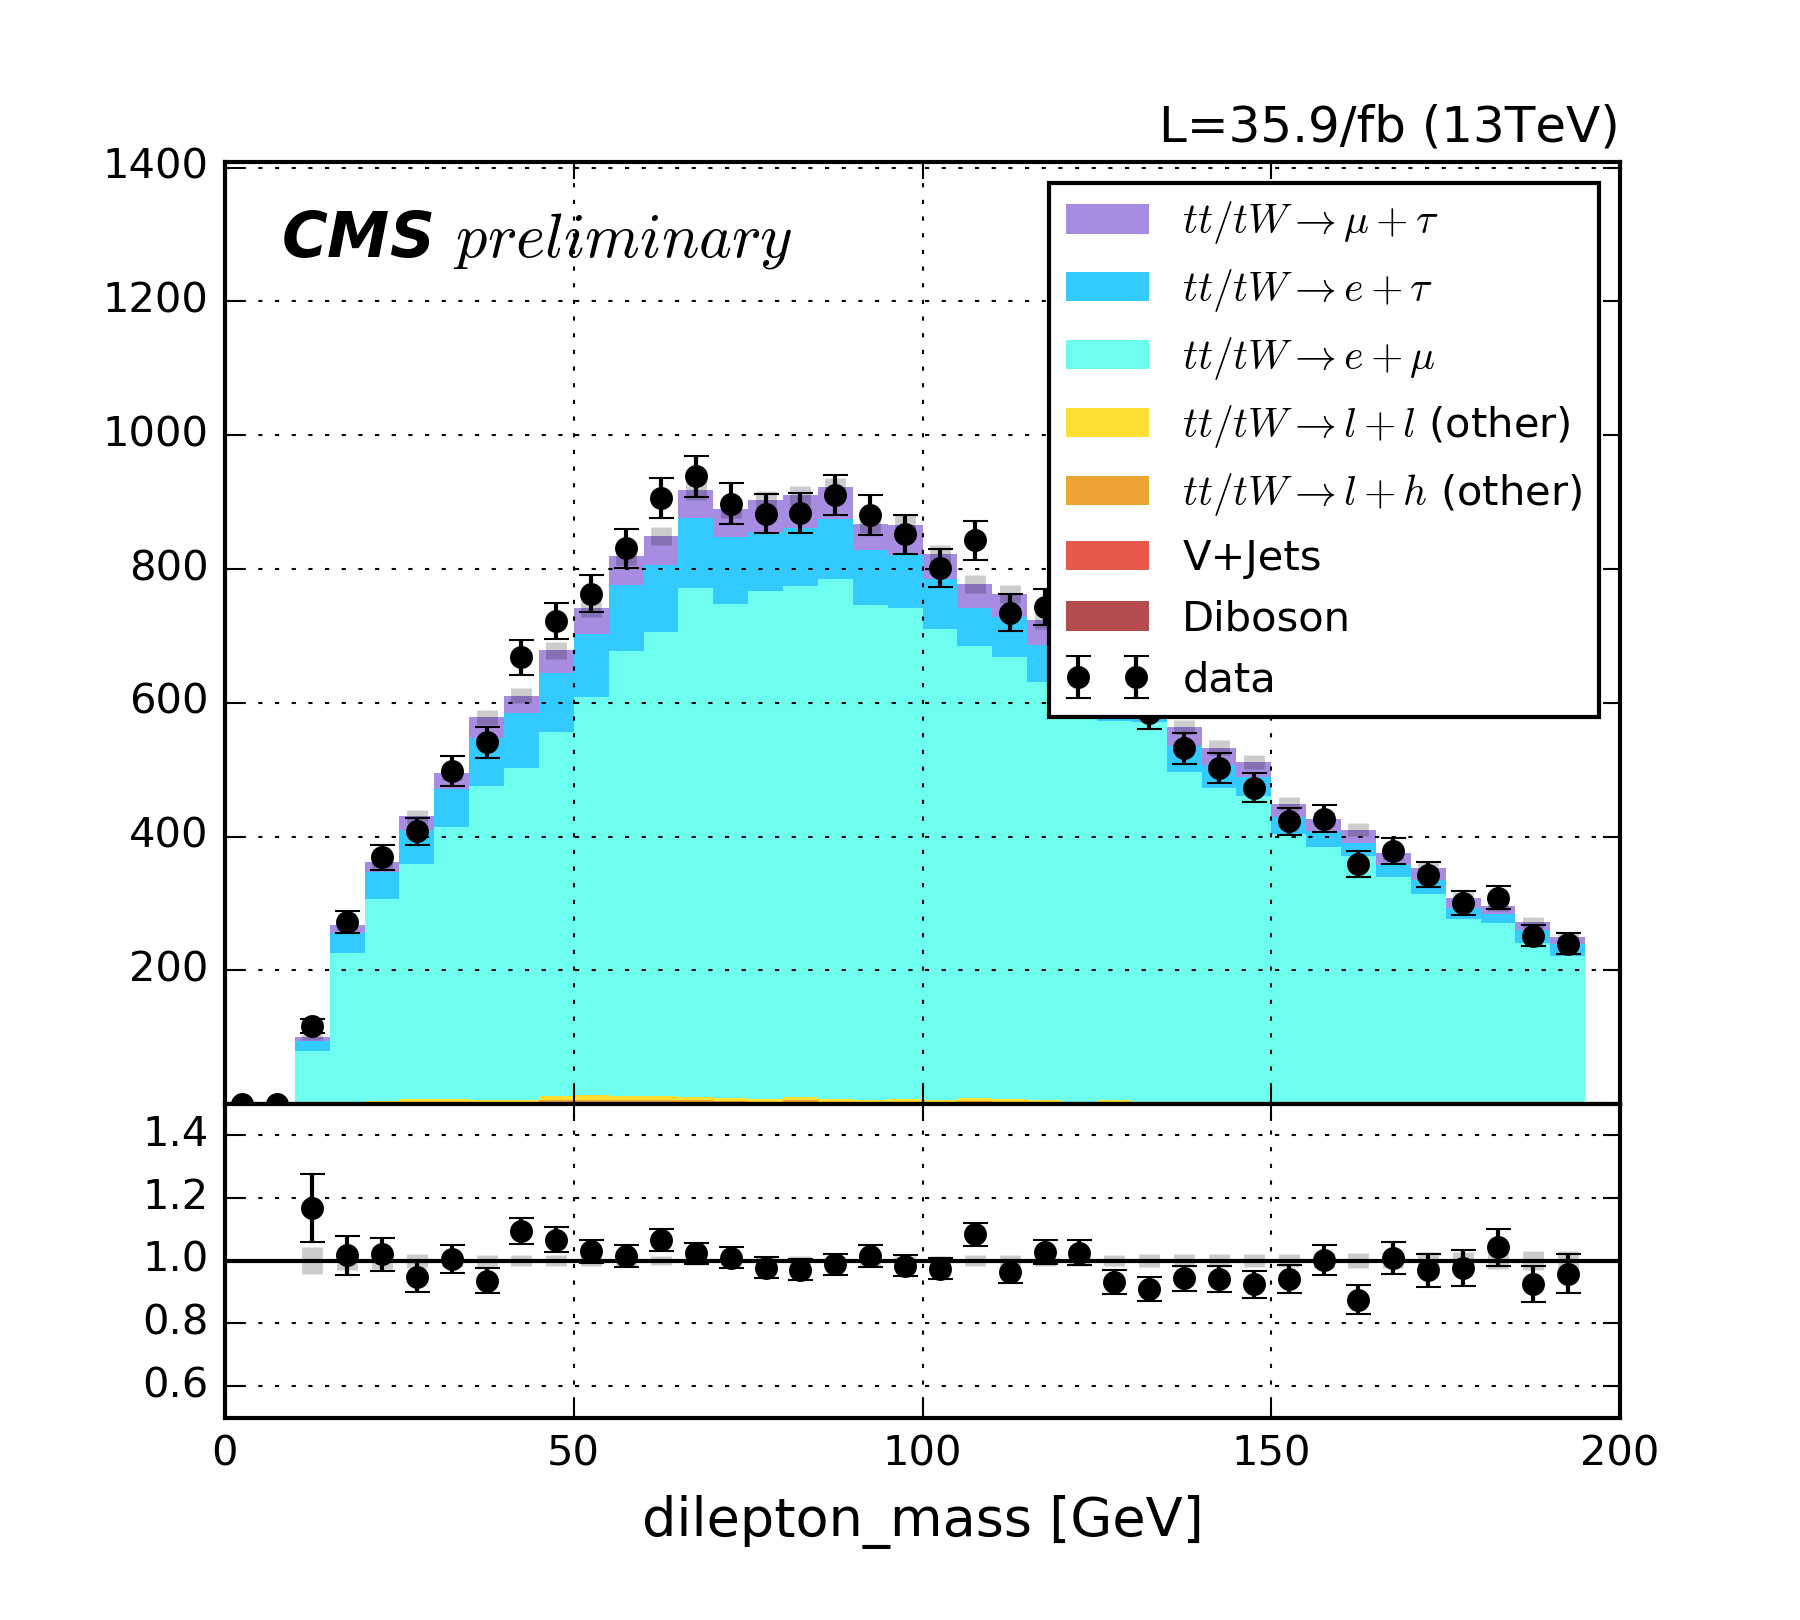 L=35.9/fb (13TeV)
1400
CMS preliminary
1200
1000
800
600
400
200
tt/tW → μ + τ
tt/tW → e + τ
tt/tW → e + μ
tt/tW → l + l (other)
tt/tW → l + h (other)
V+Jets
Diboson
data
1.4
1.2
1.0
0.8
0.6
0 50 100 150 200
dilepton_mass [GeV]